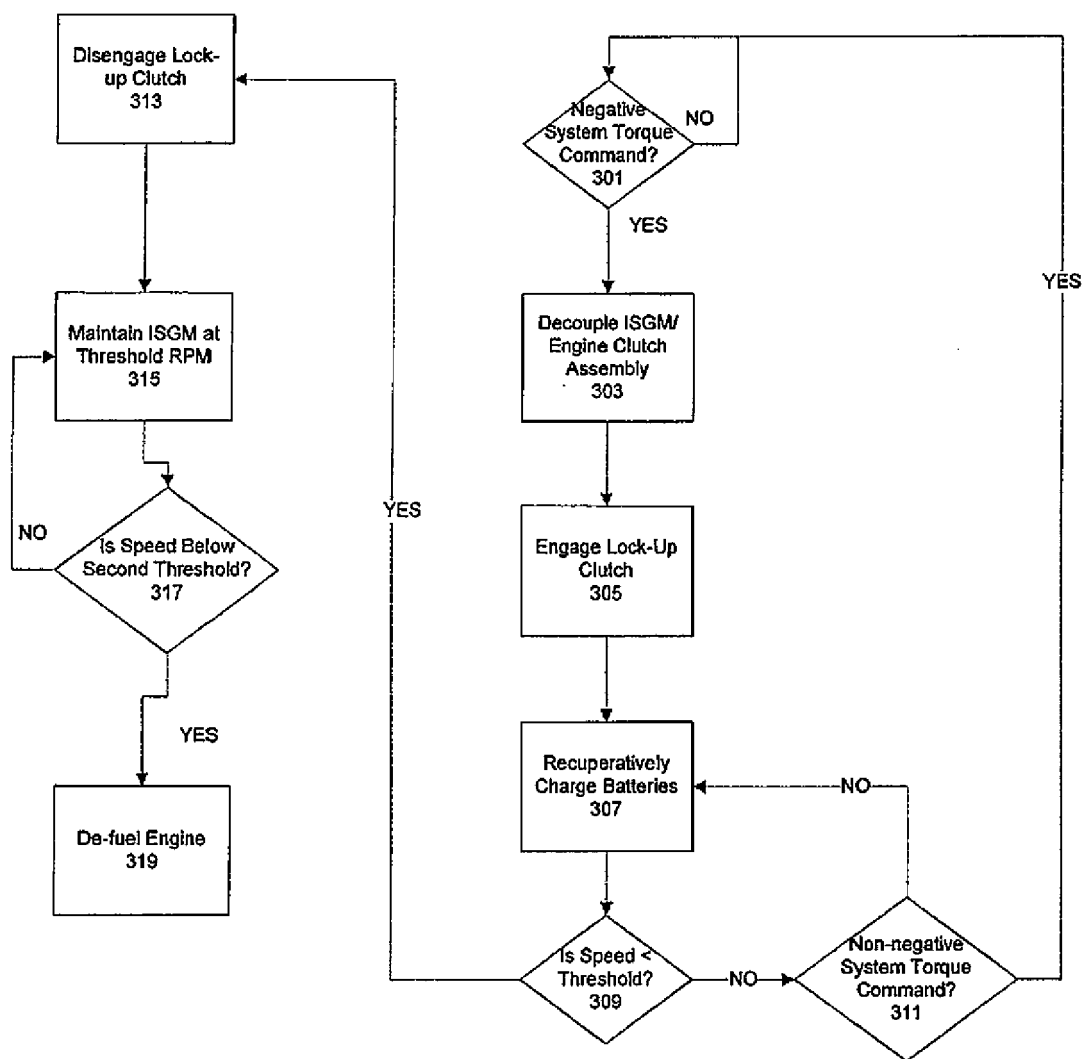 Disengage Lock-
up Clutch
313
Maintain ISGM at
Threshold RPM
315
NO
Is Speed Below
Second Threshold?
317
YES
De-fuel Engine
319
YES
Negative
System Torque
Command?
301
NO
YES
Decouple ISGM/
Engine Clutch
Assembly
303
Engage Lock-Up
Clutch
305
Recuperatively
Charge Batteries
307
NO
Is Speed <
Threshold?
309
NO
Non-negative
System Torque
Command?
311
YES